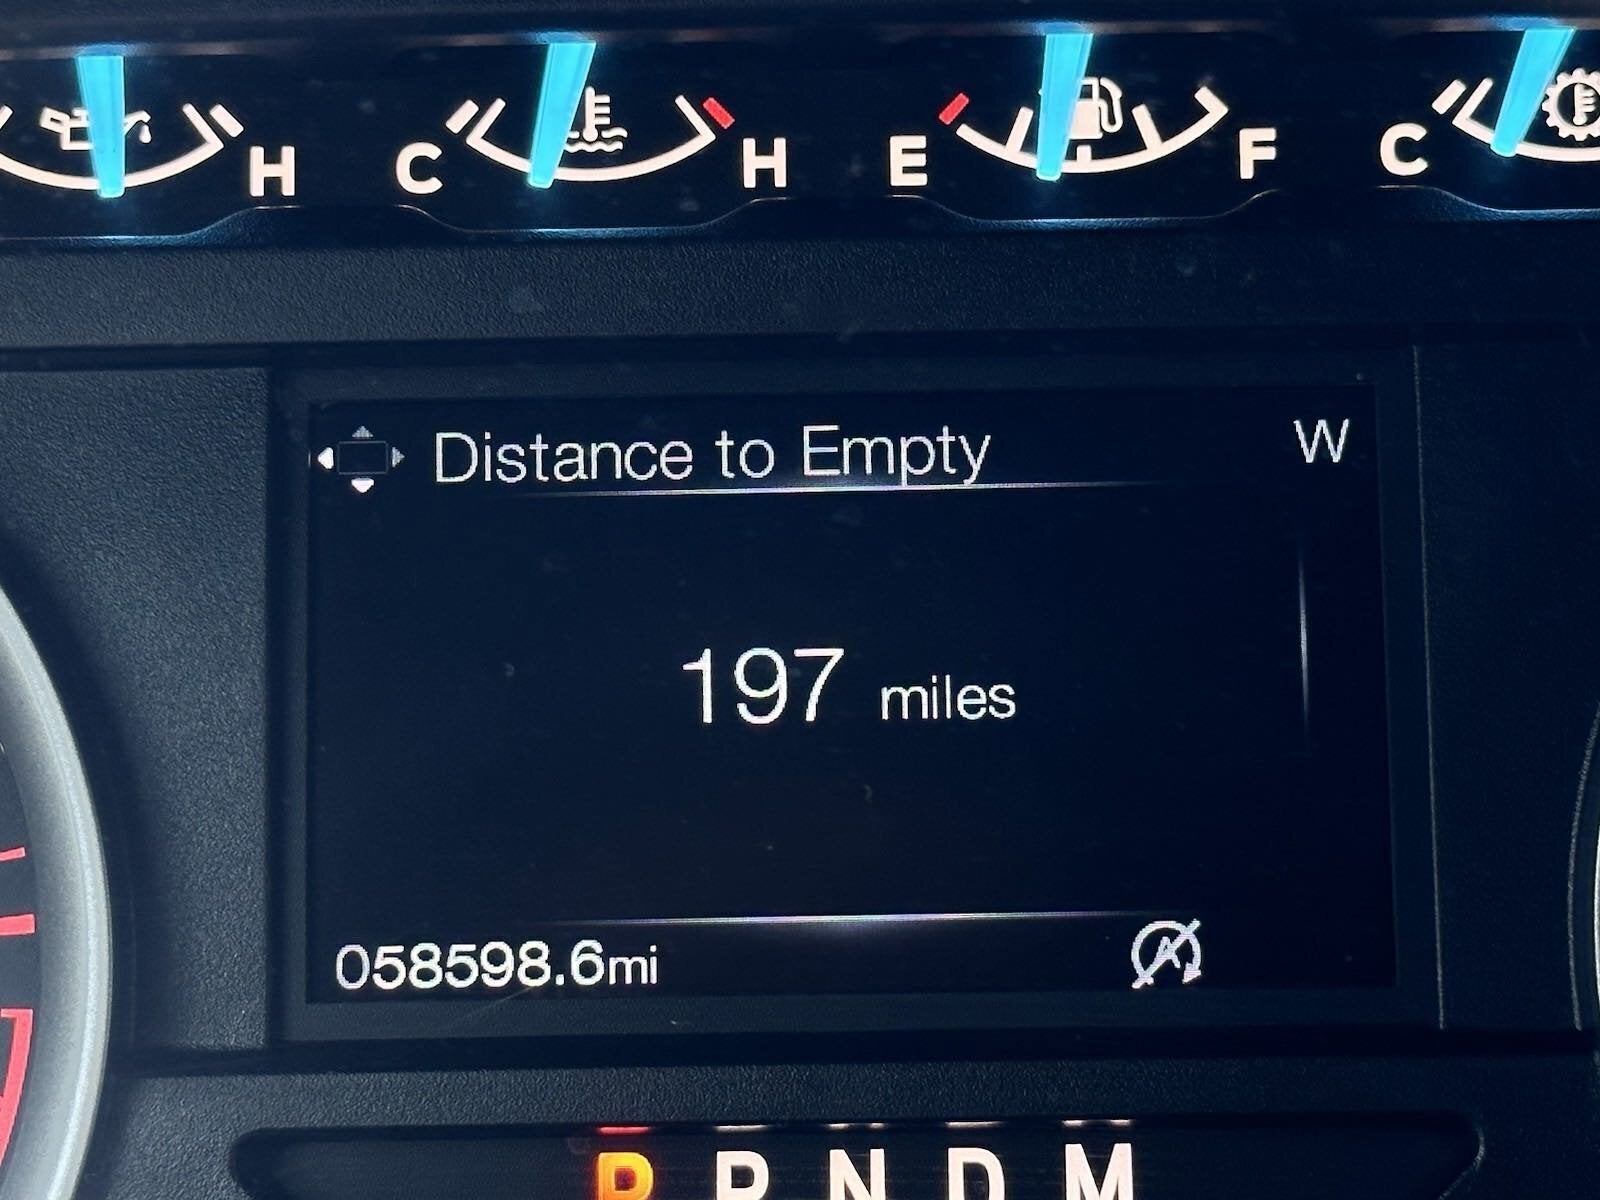 H C H E F C
Distance to Empty W
197 miles
058598.6mi
P R N D M